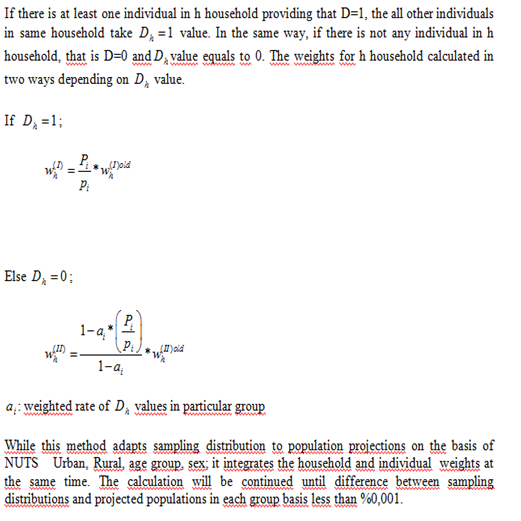 If there is at least one individual in h household providing that D=1, the all other individuals
in same household take D_h =1 value. In the same way, if there is not any individual in h
household, that is D=0 and D_h value equals to 0. The weights for h household calculated in
two ways depending on D_h value.
If D_h =1;
w_h^{(I)} = \frac{P_i}{p_i} * w_h^{(I)old}
Else D_h =0;
w_h^{(II)} = \frac{1-a_i*\left(\frac{P_i}{p_i}\right)}{1-a_i} * w_h^{(II)old}
a_i: weighted rate of D_h values in particular group
While this method adapts sampling distribution to population projections on the basis of
NUTS Urban, Rural, age group, sex; it integrates the household and individual weights at
the same time. The calculation will be continued until difference between sampling
distributions and projected populations in each group basis less than %0,001.